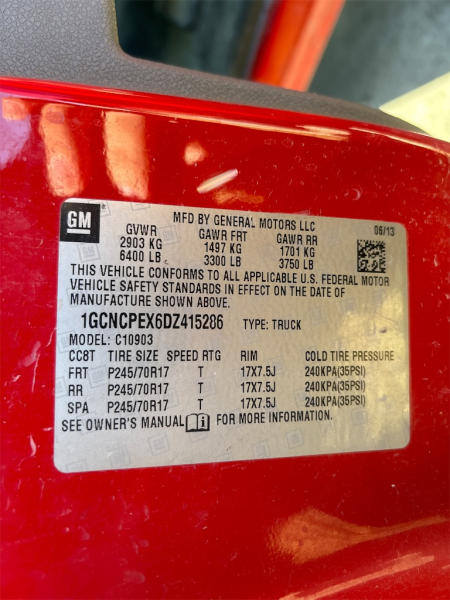 GM
MFD BY GENERAL MOTORS LLC
06/13
GVWR GAWR FRT GAWR RR
2903 KG 1497 KG 1701 KG
6400 LB 3300 LB 3750 LB
THIS VEHICLE CONFORMS TO ALL APPLICABLE U.S. FEDERAL MOTOR
VEHICLE SAFETY STANDARDS IN EFFECT ON THE DATE OF
MANUFACTURE SHOWN ABOVE.
1GCNCPEX6DZ415286 TYPE: TRUCK
MODEL: C10903
CC8T TIRE SIZE SPEED RTG RIM COLD TIRE PRESSURE
FRT P245/70R17 T 17X7.5J 240KPA(35PSI)
RR P245/70R17 T 17X7.5J 240KPA(35PSI)
SPA P245/70R17 T 17X7.5J 240KPA(35PSI)
SEE OWNER'S MANUAL FOR MORE INFORMATION.